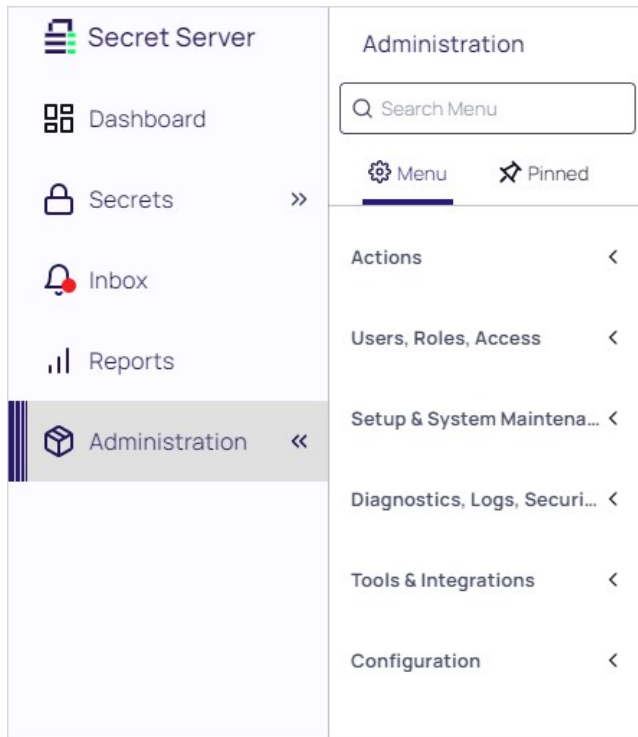 Secret Server
Dashboard
Secrets
Inbox
Reports
Administration
Administration
Search Menu
Menu
Pinned
Actions
Users, Roles, Access
Setup & System Maintena...
Diagnostics, Logs, Securi...
Tools & Integrations
Configuration